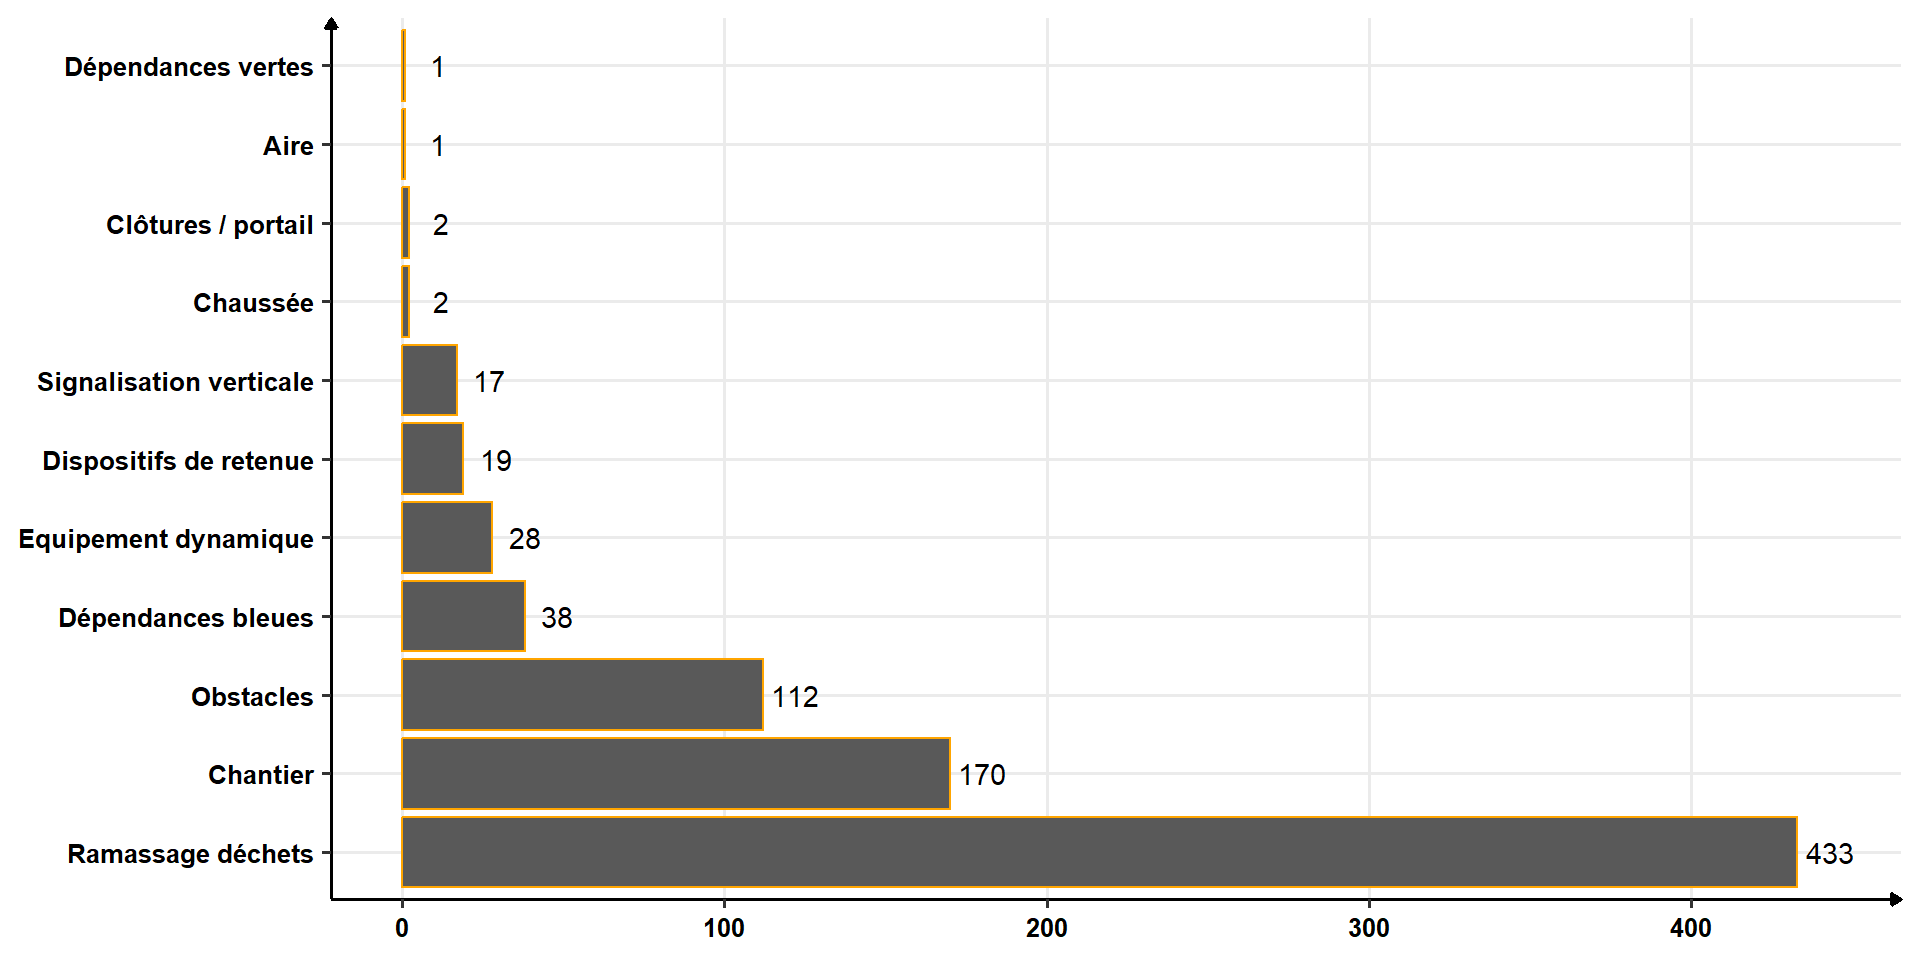 Dépendances vertes 1
Aire 1
Clôtures / portail 2
Chaussée 2
Signalisation verticale 17
Dispositifs de retenue 19
Equipement dynamique 28
Dépendances bleues 38
Obstacles 112
Chantier 170
Ramassage déchets 433
0 100 200 300 400